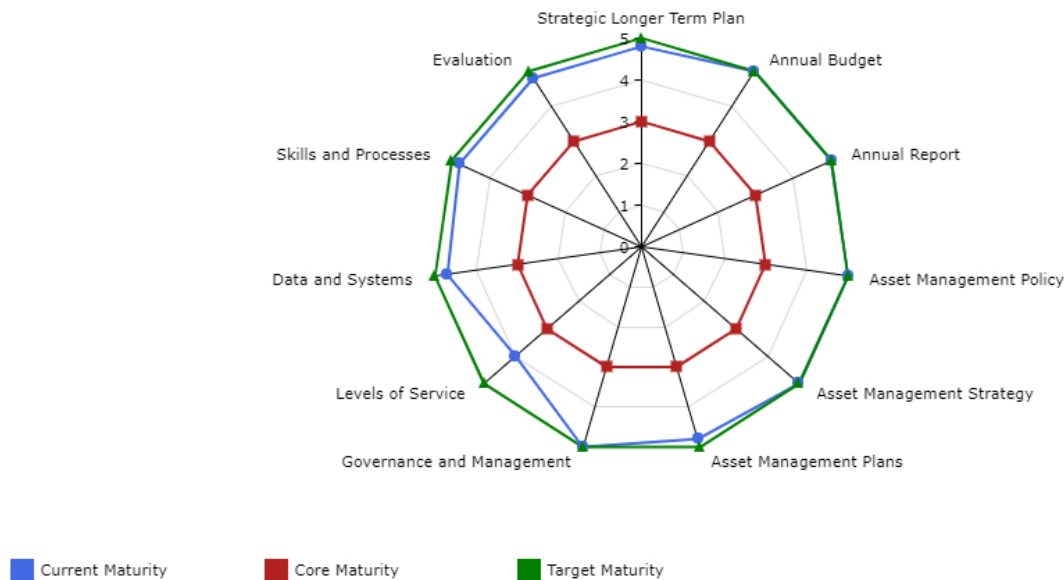 Strategic Longer Term Plan
Evaluation
Annual Budget
Skills and Processes
Annual Report
Data and Systems
Asset Management Policy
Levels of Service
Asset Management Strategy
Governance and Management
Asset Management Plans
5
4
3
2
1
0
Current Maturity
Core Maturity
Target Maturity